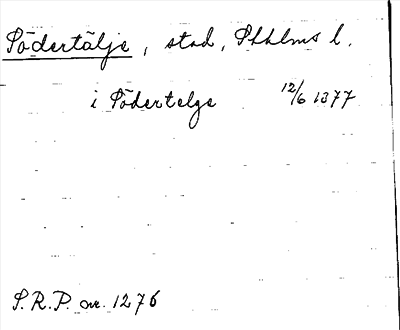 Södertälje, stad, Sthlms l.
i Södertelge 12/6 1377
S.R.P. nr. 1276